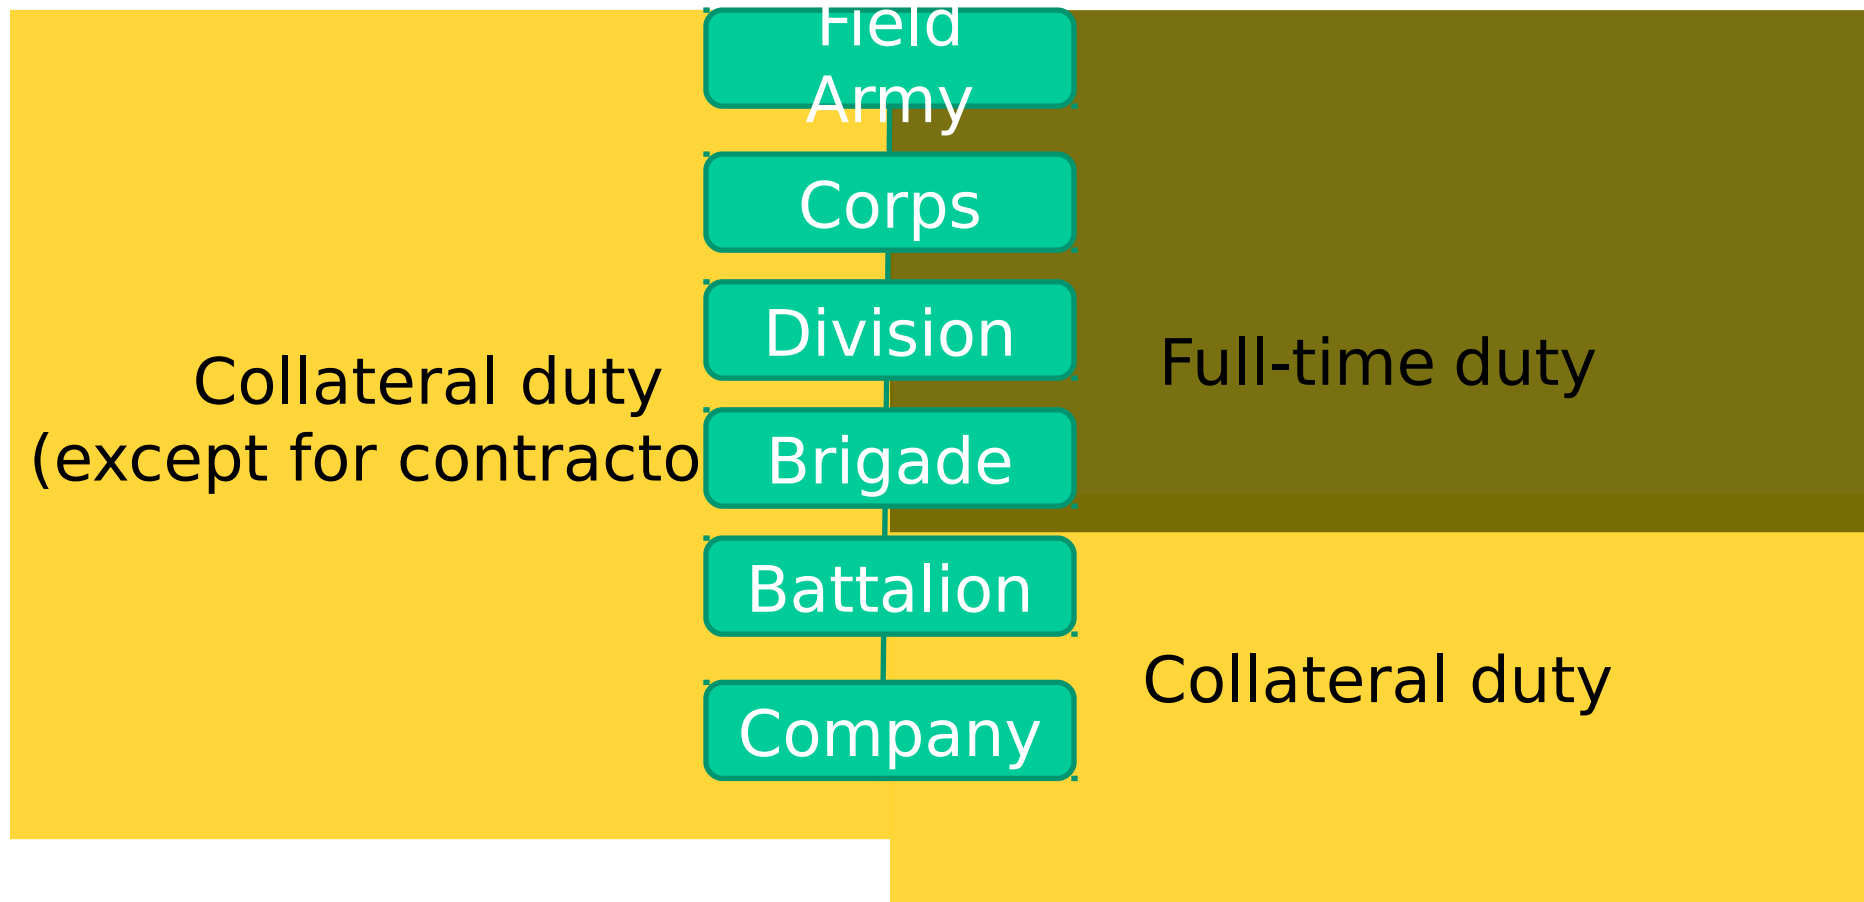 Field
Army
Corps
Division
Full-time duty
Collateral duty
(except for contracto
Brigade
Battalion
Collateral duty
Company